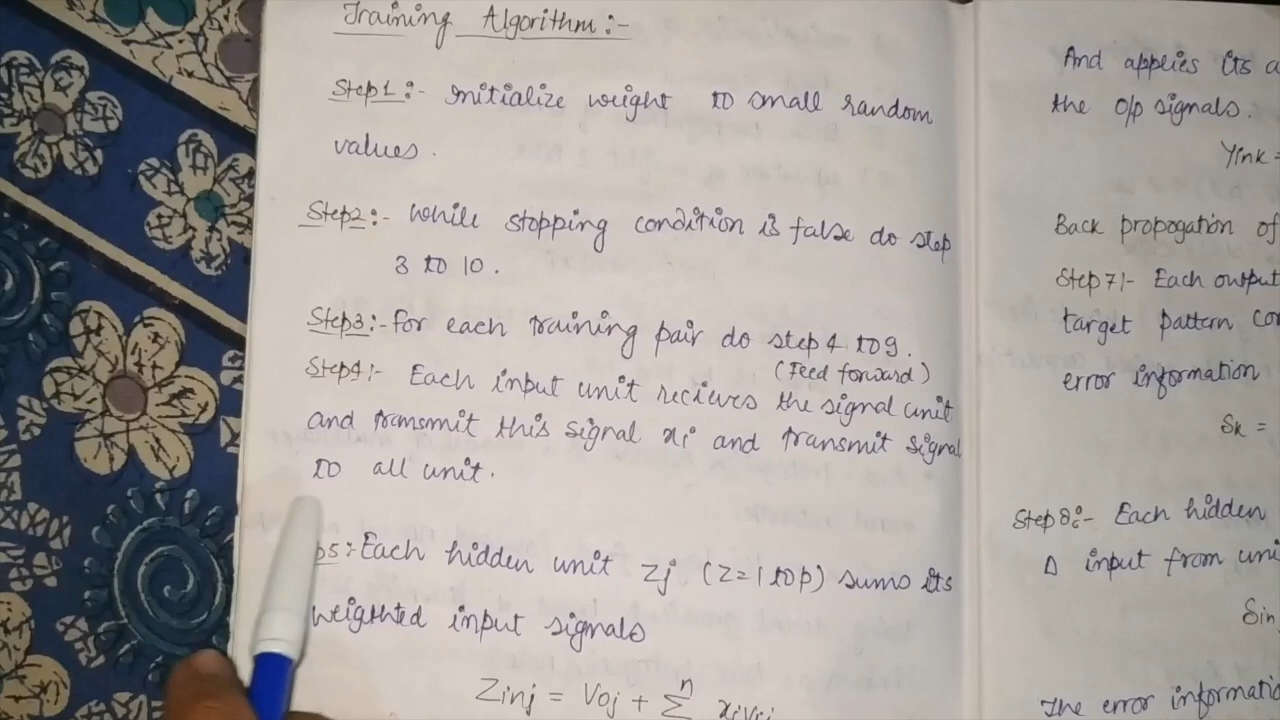 Training Algorithm:-
Step1:- Initialize weight to small random
values.
Step2:- While stopping condition is false do step
3 to 10.
Step3:- For each training pair do step 4 to 9.
(Feed forward)
Step4:- Each input unit recieves the signal unit
and transmit this signal xi and transmit signal
to all unit.
p5:- Each hidden unit Zj (Z=1 to p) sums its
weighted input signals
Zinj = Voj + Σ n xivij
And applies its a
the o/p signals.
Yink =
Back propogation of
Step7:- Each output
target pattern co
error information
Sk =
Step8:- Each hidden
Δ input from uni
Sin
The error informatio